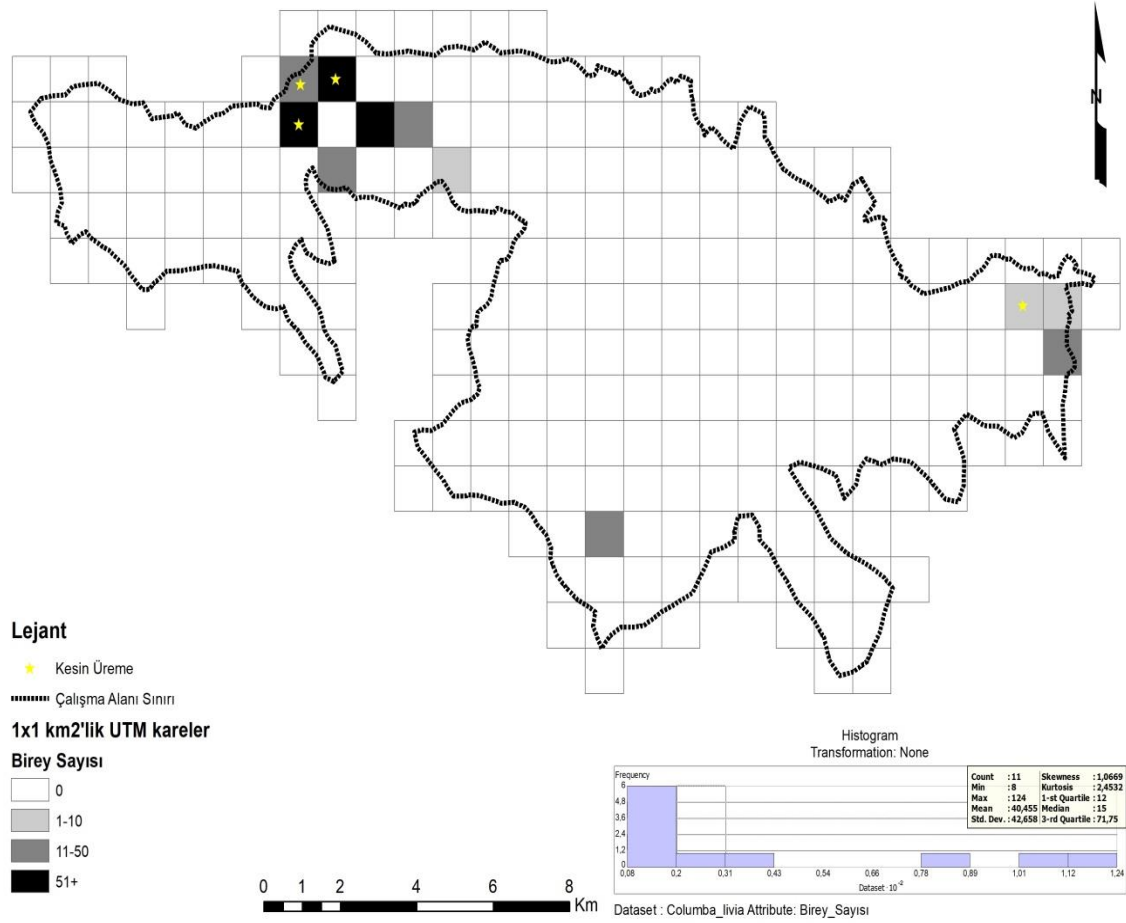 N
Lejant
Kesin Üreme
Çalışma Alanı Sınırı
1x1 km2'lik UTM kareler
Birey Sayısı
0
1-10
11-50
51+
0 1 2 4 6 8
Km
Histogram
Transformation: None
Frequency
6
4,8
3,6
2,4
1,2
0
0,08 0,2 0,31 0,43 0,54 0,66 0,78 0,89 1,01 1,12 1,24
Dataset · 10⁻²
Count : 11 Skewness : 1,0669
Min : 8 Kurtosis : 2,4532
Max : 124 1-st Quartile : 12
Mean : 40,455 Median : 15
Std. Dev. : 42,658 3-rd Quartile : 71,75
Dataset : Columba_livia Attribute: Birey_Sayısı